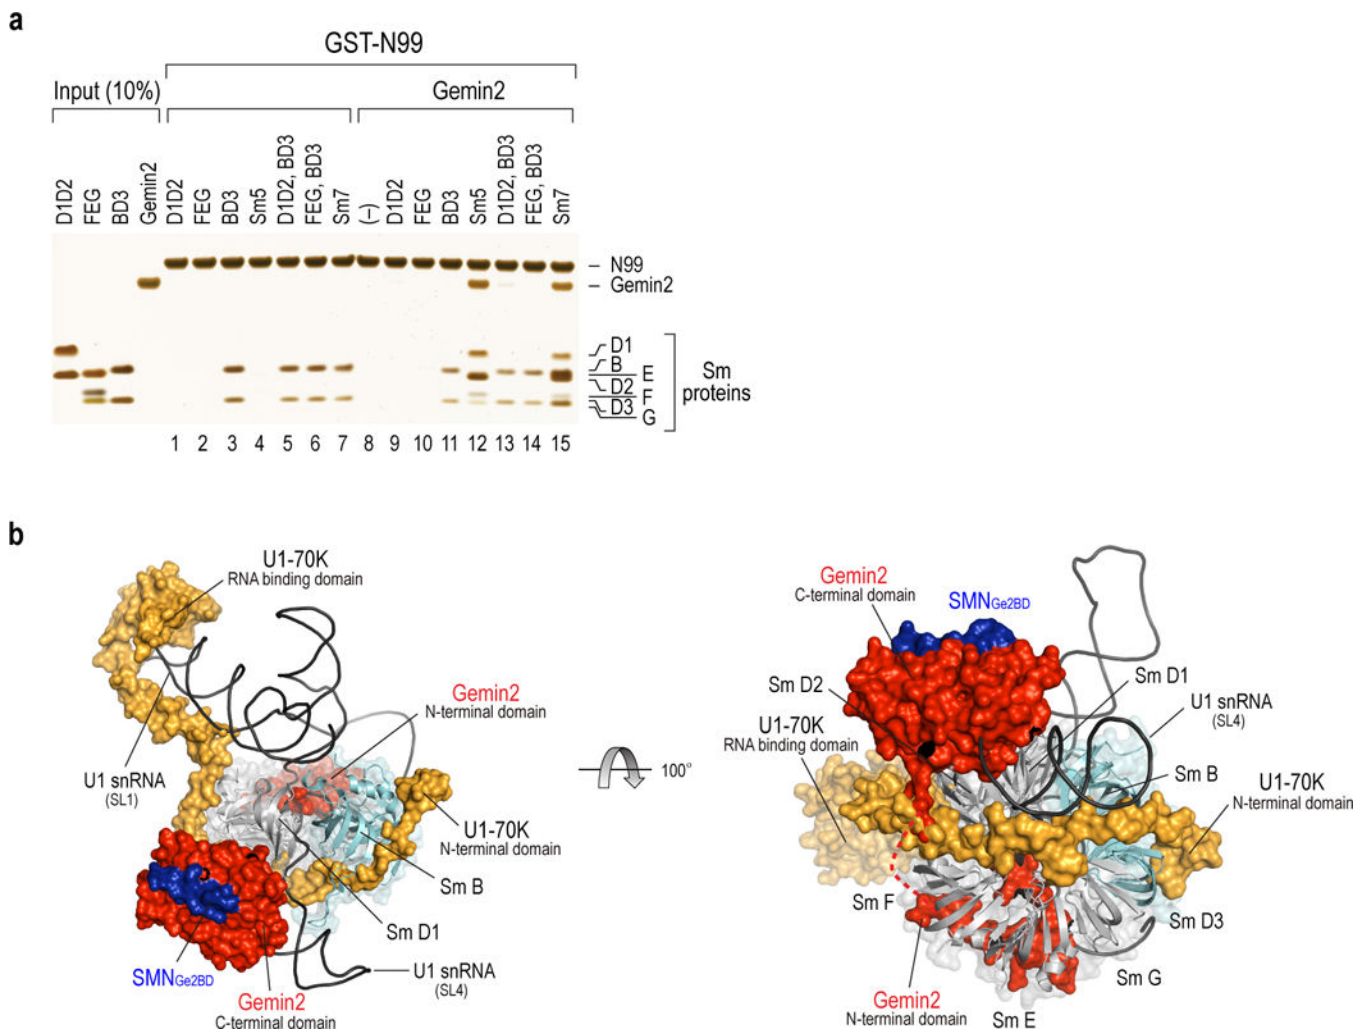 a
GST-N99
Input (10%)
Gemin2
D1D2
FEG
BD3
Gemin2
D1D2
FEG
BD3
Sm5
D1D2, BD3
FEG, BD3
Sm7
(–)
D1D2
FEG
BD3
Sm5
D1D2, BD3
FEG, BD3
Sm7
N99
Gemin2
D1
B
E
D2
F
D3
G
Sm
proteins
1 2 3 4 5 6 7 8 9 10 11 12 13 14 15
b
U1-70K
RNA binding domain
Gemin2
N-terminal domain
U1 snRNA
(SL1)
U1-70K
N-terminal domain
Sm B
Sm D1
SMNGe2BD
U1 snRNA
(SL4)
Gemin2
C-terminal domain
100°
Gemin2
C-terminal domain
SMNGe2BD
Sm D2
Sm D1
U1 snRNA
(SL4)
U1-70K
RNA binding domain
Sm B
U1-70K
N-terminal domain
Sm F
Sm D3
Sm G
Gemin2
N-terminal domain
Sm E